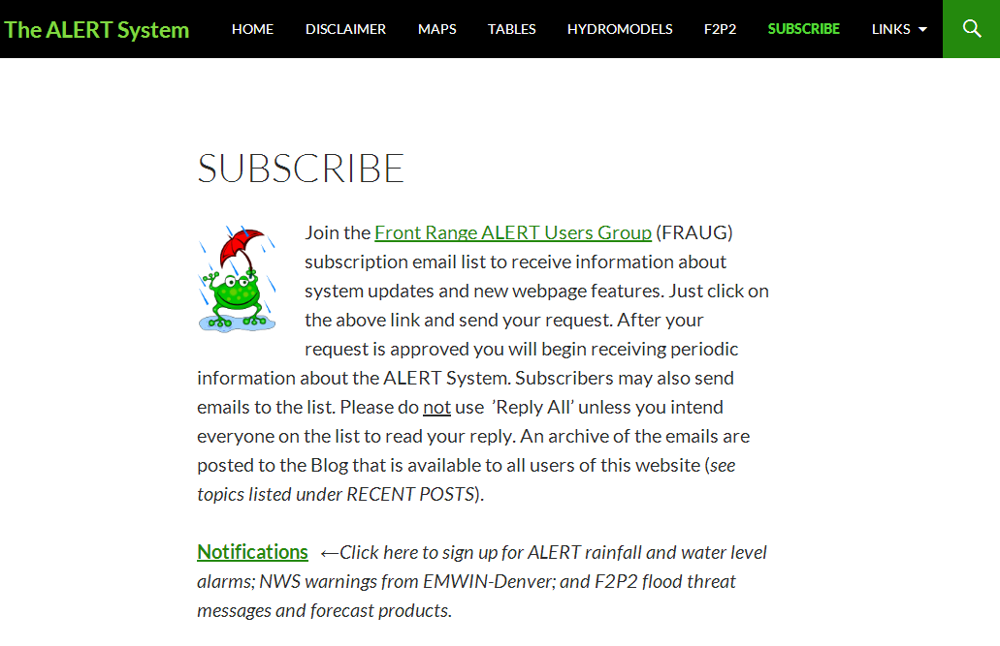 The ALERT System HOME DISCLAIMER MAPS TABLES HYDROMODELS F2P2 SUBSCRIBE LINKS
SUBSCRIBE
Join the Front Range ALERT Users Group (FRAUG)
subscription email list to receive information about
system updates and new webpage features. Just click on
the above link and send your request. After your
request is approved you will begin receiving periodic
information about the ALERT System. Subscribers may also send
emails to the list. Please do not use ’Reply All’ unless you intend
everyone on the list to read your reply. An archive of the emails are
posted to the Blog that is available to all users of this website (see
topics listed under RECENT POSTS).
Notifications ←Click here to sign up for ALERT rainfall and water level
alarms; NWS warnings from EMWIN-Denver; and F2P2 flood threat
messages and forecast products.